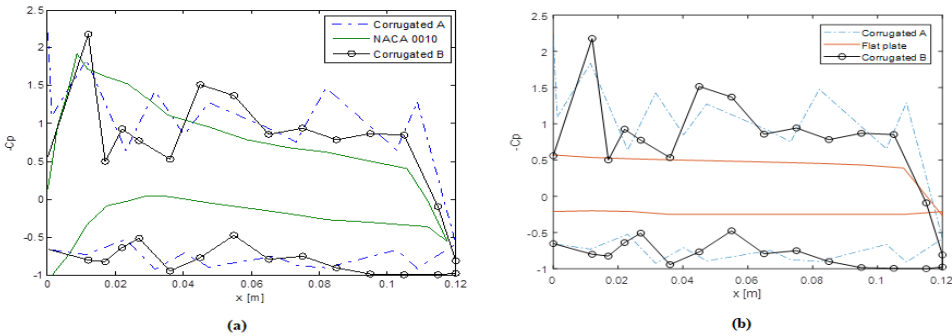 2.5
2
1.5
1
0.5
0
-0.5
-1
-Cp
0
0.02
0.04
0.06
0.08
0.1
0.12
x [m]
Corrugated A
NACA 0010
Corrugated B
(a)
2.5
2
1.5
1
0.5
0
-0.5
-1
-Cp
0
0.02
0.04
0.06
0.08
0.1
0.12
x [m]
Corrugated A
Flat plate
Corrugated B
(b)